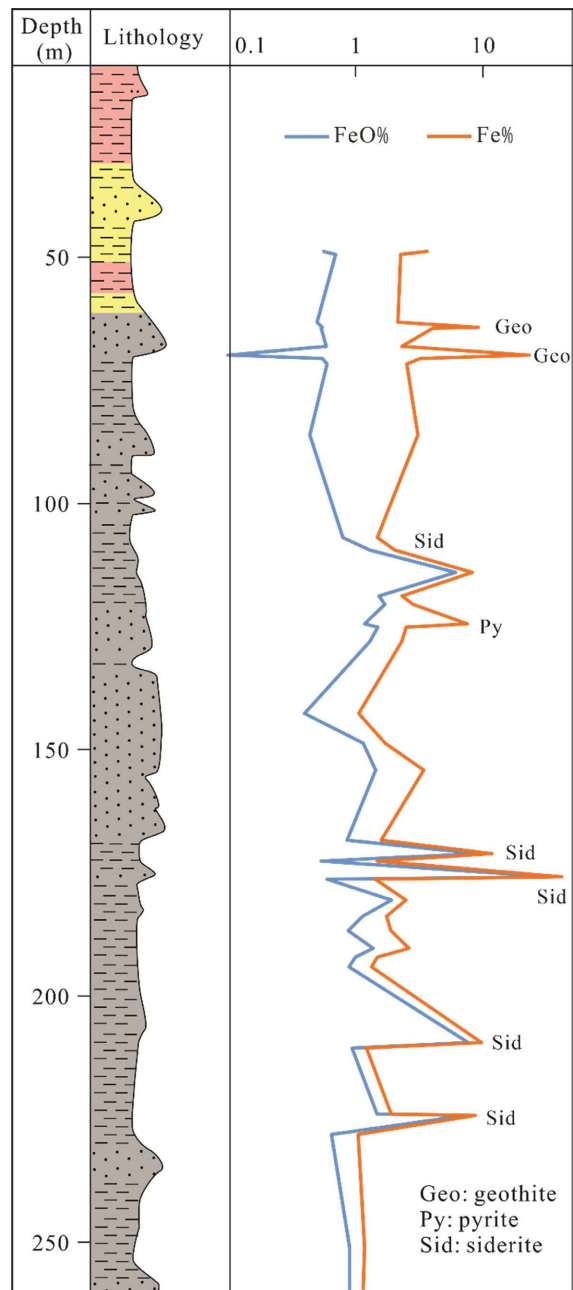 Depth (m)
Lithology
0.1 1 10
FeO% Fe%
50
Geo
Geo
100
Sid
Py
150
Sid
Sid
200
Sid
Sid
Geo: geothite
Py: pyrite
Sid: siderite
250